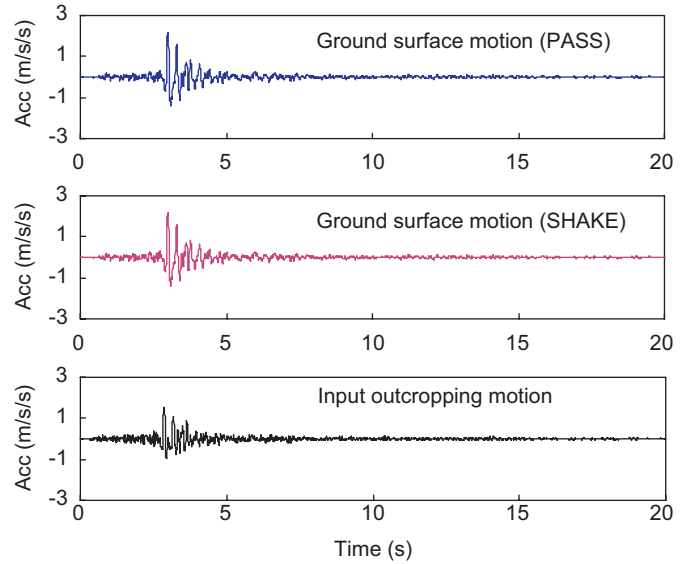 3
Ground surface motion (PASS)
1
Acc (m/s/s)
-1
-3
0 5 10 15 20
3
Ground surface motion (SHAKE)
1
Acc (m/s/s)
-1
-3
0 5 10 15 20
3
Input outcropping motion
1
Acc (m/s/s)
-1
-3
0 5 10 15 20
Time (s)